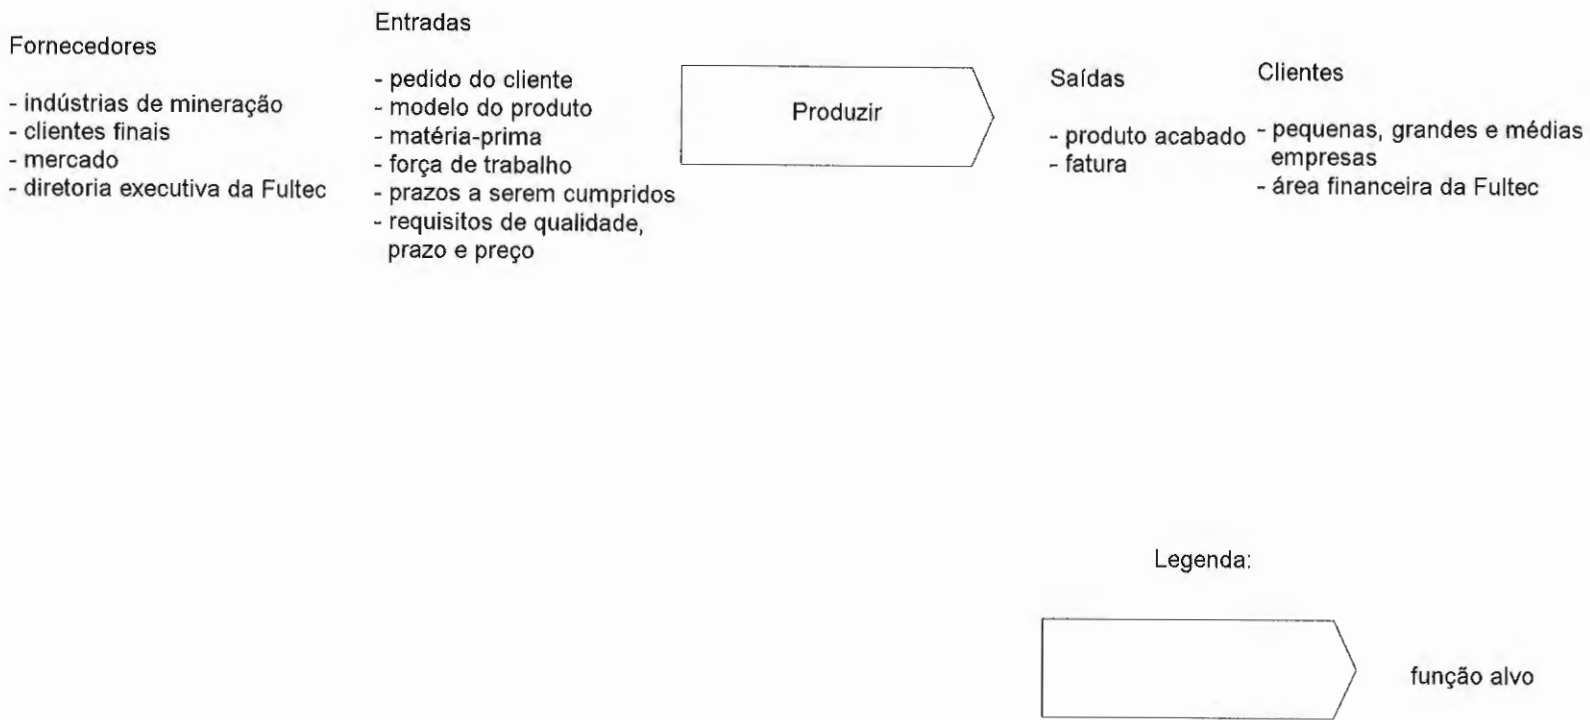 Fornecedores
- indústrias de mineração
- clientes finais
- mercado
- diretoria executiva da Fultec
Entradas
- pedido do cliente
- modelo do produto
- matéria-prima
- força de trabalho
- prazos a serem cumpridos
- requisitos de qualidade,
prazo e preço
Produzir
Saídas
- produto acabado
- fatura
Clientes
- pequenas, grandes e médias
empresas
- área financeira da Fultec
Legenda:
função alvo